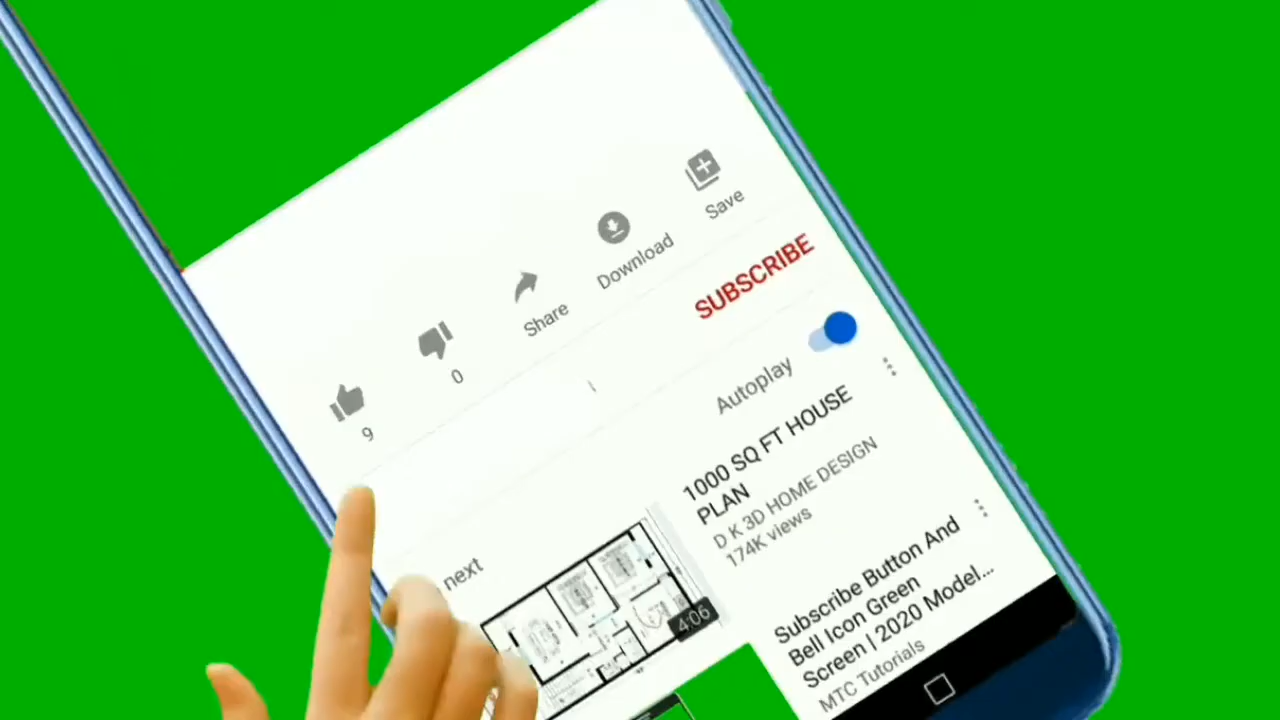 9
0
Share
Download
Save
SUBSCRIBE
Autoplay
next
1000 SQ FT HOUSE
PLAN
D K 3D HOME DESIGN
174K views
4:06
Subscribe Button And
Bell Icon Green
Screen | 2020 Model...
MTC Tutorials